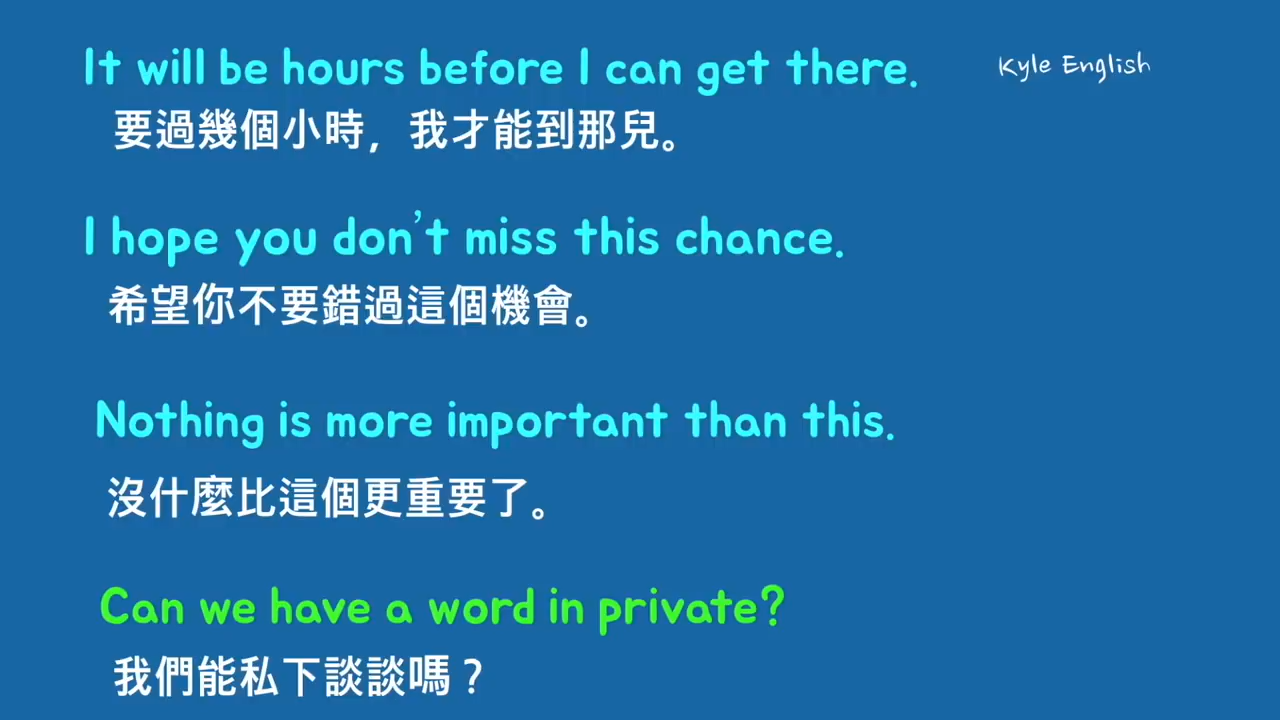 It will be hours before I can get there.
Kyle English
要過幾個小時，我才能到那兒。
I hope you don't miss this chance.
希望你不要錯過這個機會。
Nothing is more important than this.
沒什麼比這個更重要了。
Can we have a word in private?
我們能私下談談嗎？